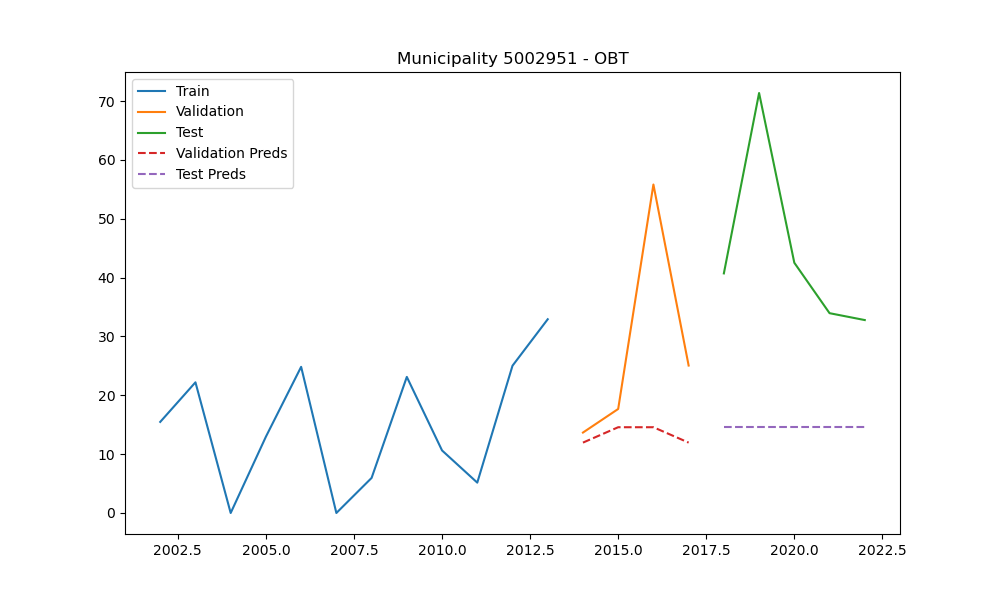 Municipality 5002951 - OBT
Train
Validation
Test
Validation Preds
Test Preds
70
60
50
40
30
20
10
0
2002.5 2005.0 2007.5 2010.0 2012.5 2015.0 2017.5 2020.0 2022.5